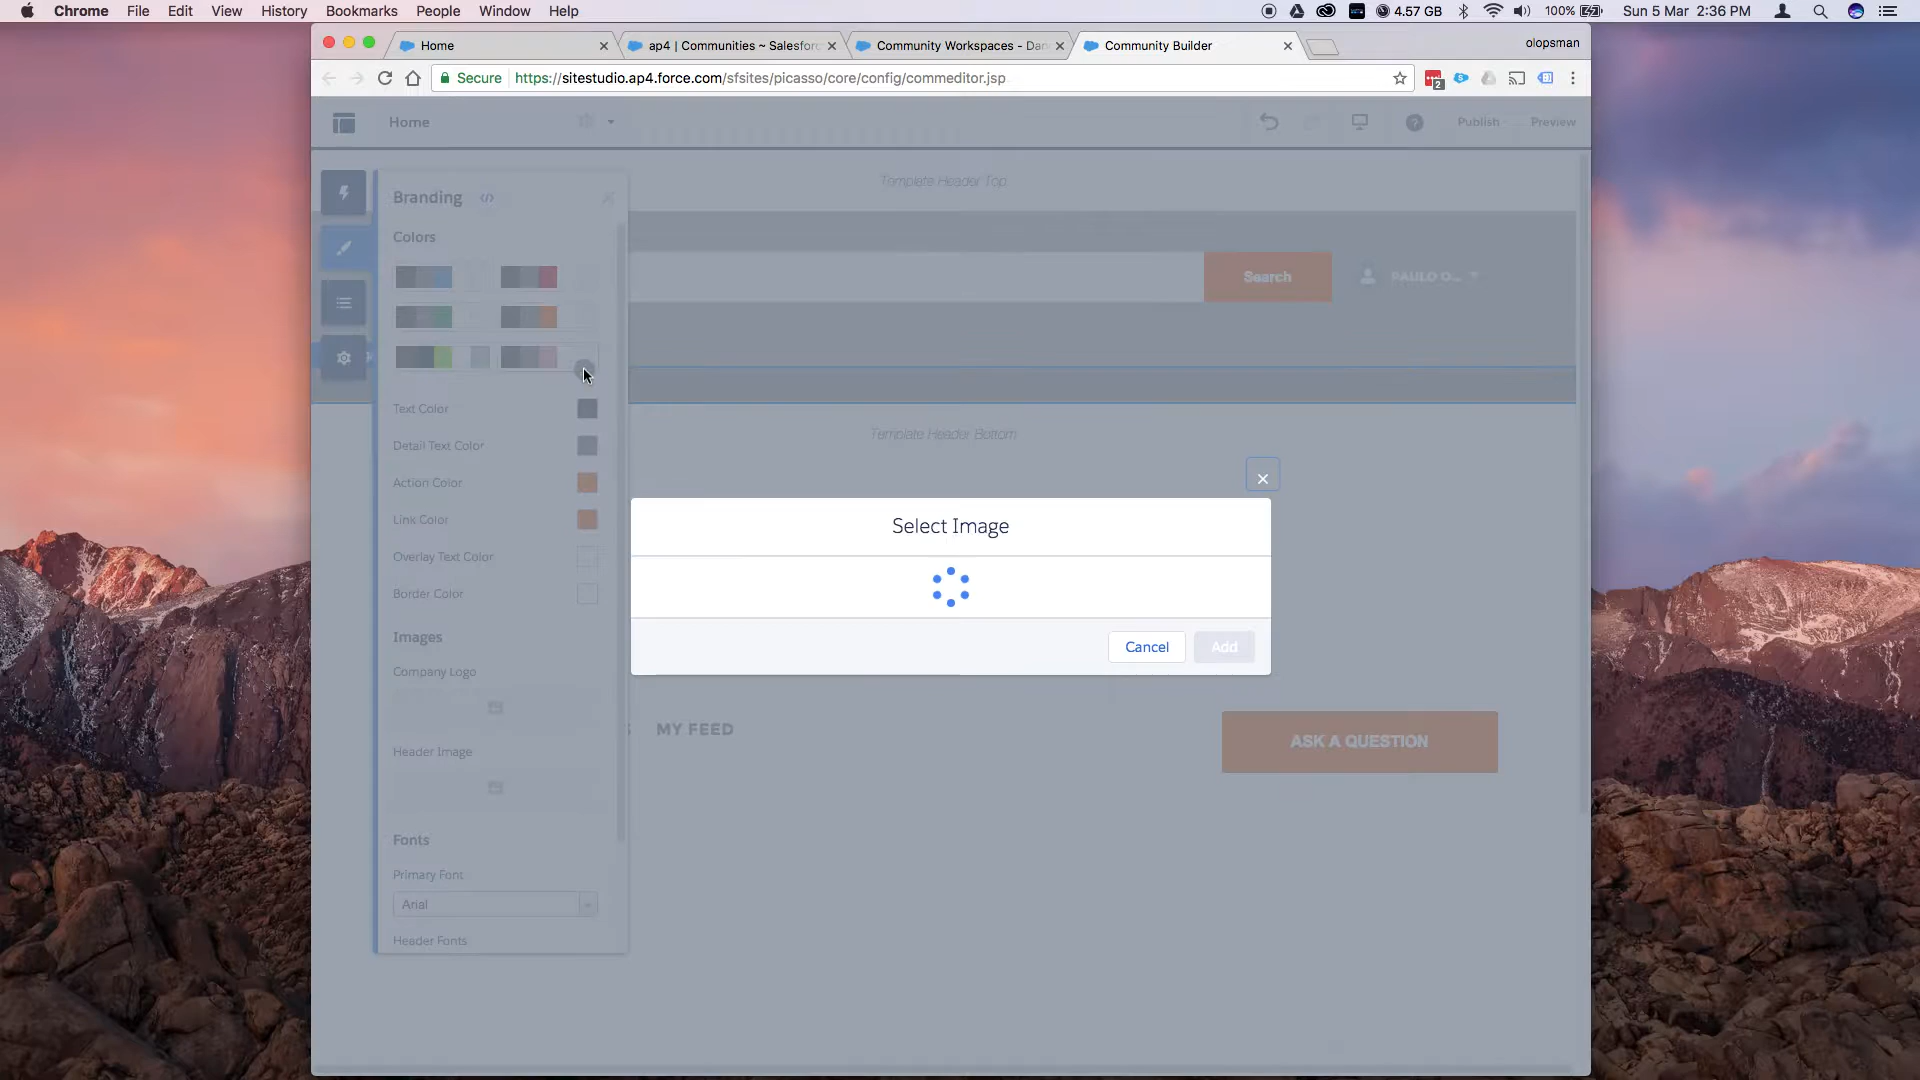 Chrome File Edit View History Bookmarks People Window Help 4.57 GB 100% Sun 5 Mar 2:36 PM
Home ap4 | Communities ~ Salesforc Community Workspaces - Dan Community Builder olopsman
Secure https://sitestudio.ap4.force.com/sfsites/picasso/core/config/commeditor.jsp 2
Home ? Publish Preview
Template Header Top
Branding </>
Colors
Search PAULO O...
Text Color
Template Header Bottom
Detail Text Color
Action Color
Link Color
Select Image
Overlay Text Color
Border Color
Images
Cancel Add
Company Logo
MY FEED
ASK A QUESTION
Header Image
Fonts
Primary Font
Arial
Header Fonts